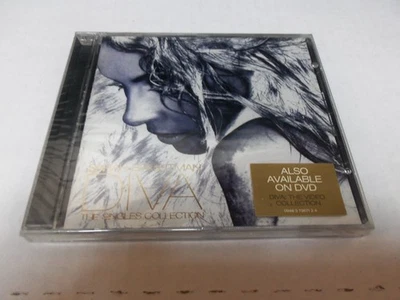 DIVA
THE SINGLES COLLECTION
ALSO
AVAILABLE
ON DVD
DIVA: THE VIDEO
COLLECTION